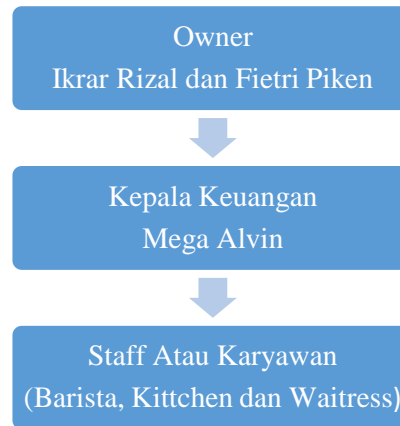 Owner
Ikrar Rizal dan Fietri Piken
Kepala Keuangan
Mega Alvin
Staff Atau Karyawan
(Barista, Kittchen dan Waitress)